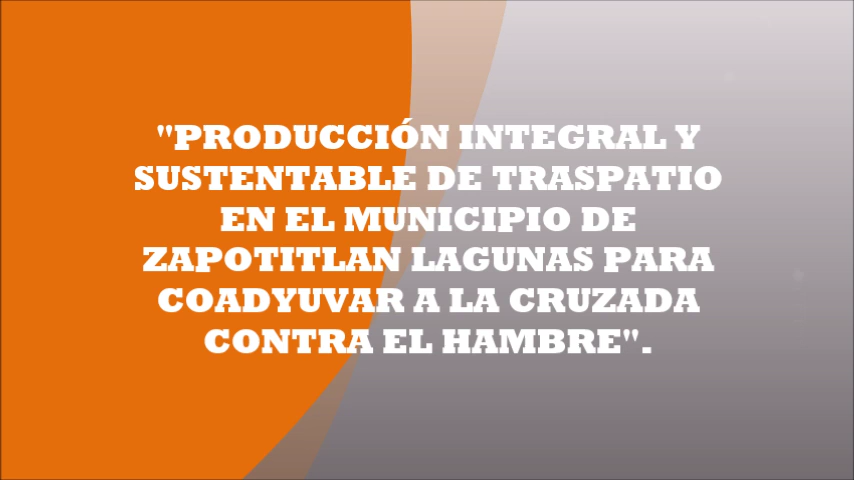 "PRODUCCIÓN INTEGRAL Y
SUSTENTABLE DE TRASPATIO
EN EL MUNICIPIO DE
ZAPOTITLAN LAGUNAS PARA
COADYUVAR A LA CRUZADA
CONTRA EL HAMBRE".